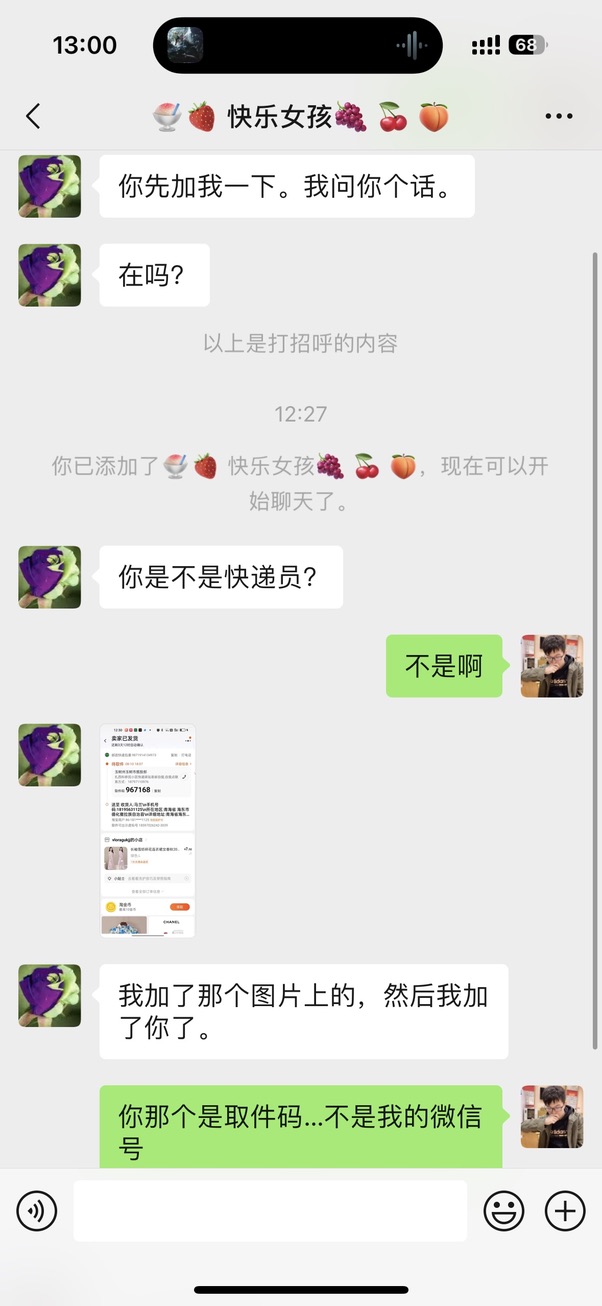 13:00
68
快乐女孩
你先加我一下。我问你个话。
在吗?
以上是打招呼的内容
12:27
你已添加了🍧🍓 快乐女孩🍇🍒🍑，现在可以开
始聊天了。
你是不是快递员?
不是啊
卖家已发货
967168
CHANEL
我加了那个图片上的，然后我加
了你了。
你那个是取件码...不是我的微信
号